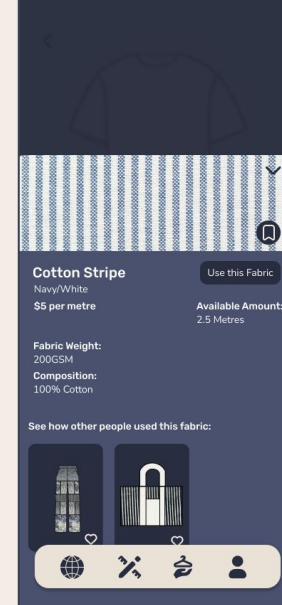 Cotton Stripe
Use this Fabric
Navy/White
$5 per metre
Available Amount:
2.5 Metres
Fabric Weight:
200GSM
Composition:
100% Cotton
See how other people used this fabric: